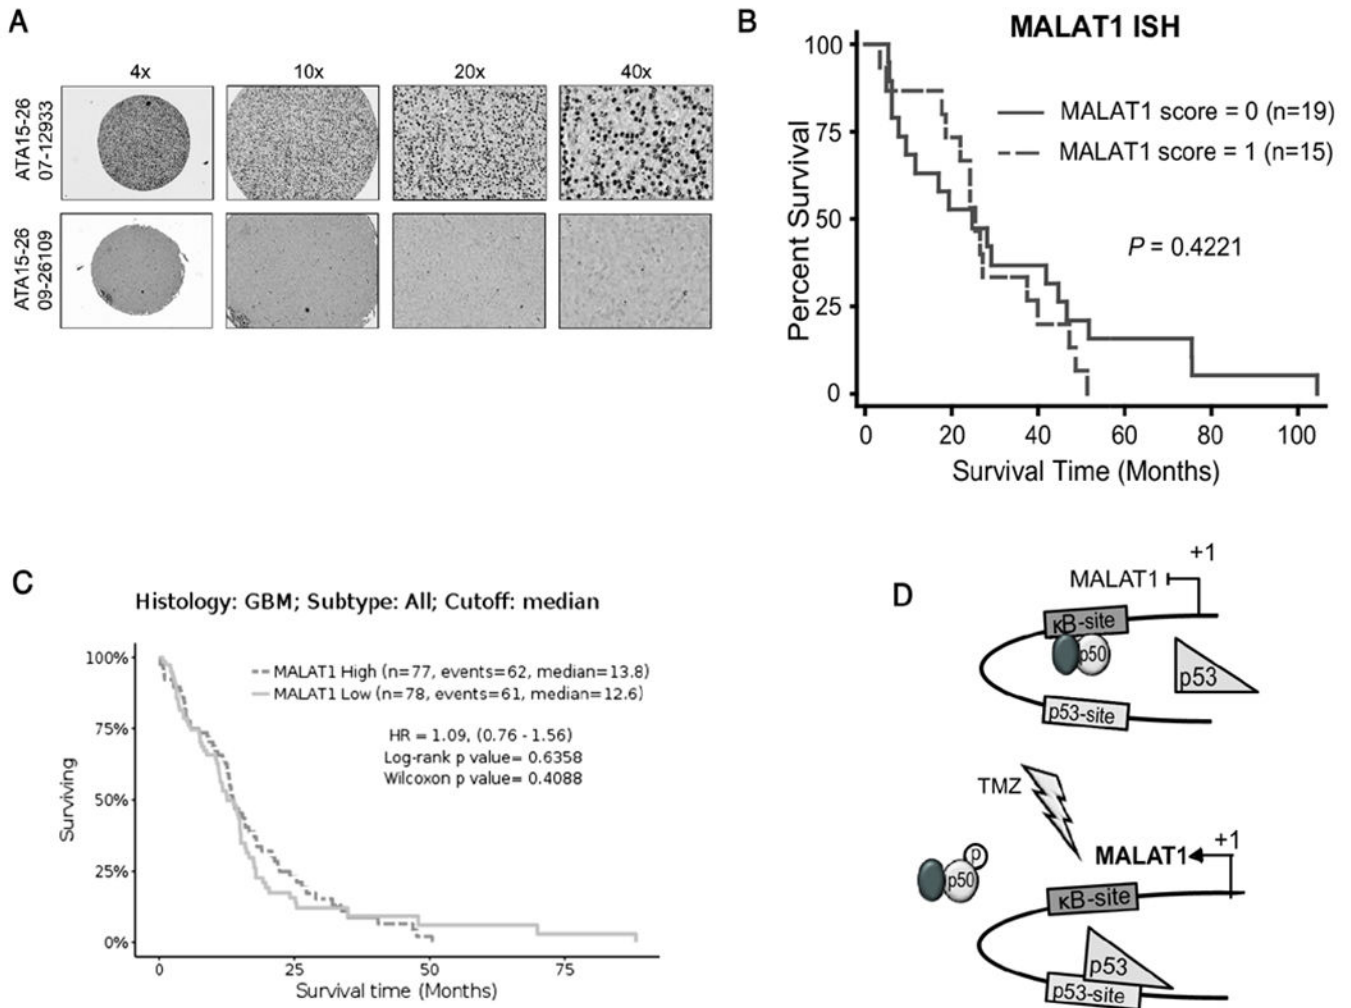 A
4x
10x
20x
40x
ATA15-26
07-12933
ATA15-26
09-26109
B
MALAT1 ISH
100
75
50
25
0
Percent Survival
MALAT1 score = 0 (n=19)
MALAT1 score = 1 (n=15)
P = 0.4221
0 20 40 60 80 100
Survival Time (Months)
C
Histology: GBM; Subtype: All; Cutoff: median
100%
75%
50%
25%
0%
Surviving
MALAT1 High (n=77, events=62, median=13.8)
MALAT1 Low (n=78, events=61, median=12.6)
HR = 1.09, (0.76 - 1.56)
Log-rank p value= 0.6358
Wilcoxon p value= 0.4088
0 25 50 75
Survival time (Months)
D
+1
MALAT1
κB-site
p50
p53
p53-site
TMZ
+1
MALAT1
p
p50
κB-site
p53
p53-site